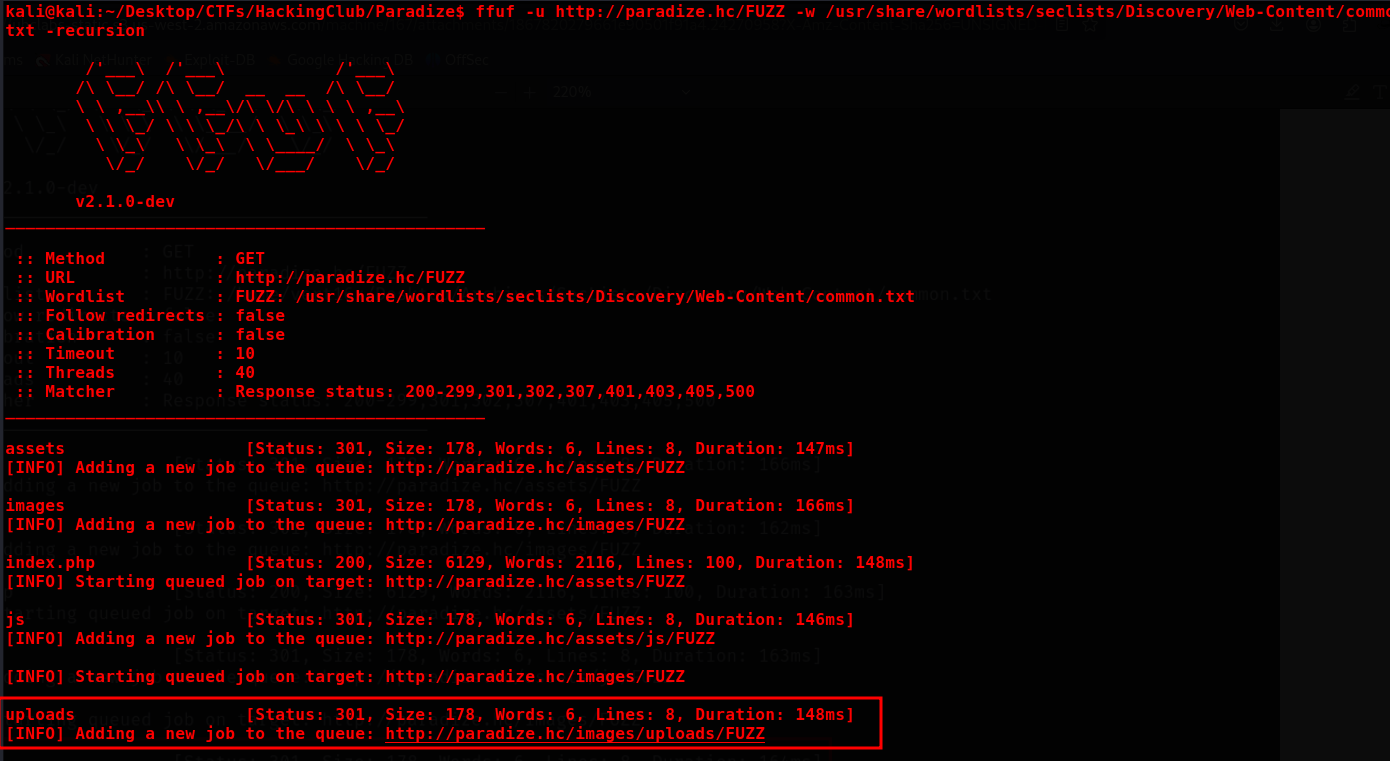 kali@kali:~/Desktop/CTFs/HackingClub/Paradize$ ffuf -u http://paradize.hc/FUZZ -w /usr/share/wordlists/seclists/Discovery/Web-Content/commo
txt -recursion
v2.1.0-dev
:: Method : GET
:: URL : http://paradize.hc/FUZZ
:: Wordlist : FUZZ: /usr/share/wordlists/seclists/Discovery/Web-Content/common.txt
:: Follow redirects : false
:: Calibration : false
:: Timeout : 10
:: Threads : 40
:: Matcher : Response status: 200-299,301,302,307,401,403,405,500
assets [Status: 301, Size: 178, Words: 6, Lines: 8, Duration: 147ms]
[INFO] Adding a new job to the queue: http://paradize.hc/assets/FUZZ
images [Status: 301, Size: 178, Words: 6, Lines: 8, Duration: 166ms]
[INFO] Adding a new job to the queue: http://paradize.hc/images/FUZZ
index.php [Status: 200, Size: 6129, Words: 2116, Lines: 100, Duration: 148ms]
[INFO] Starting queued job on target: http://paradize.hc/assets/FUZZ
js [Status: 301, Size: 178, Words: 6, Lines: 8, Duration: 146ms]
[INFO] Adding a new job to the queue: http://paradize.hc/assets/js/FUZZ
[INFO] Starting queued job on target: http://paradize.hc/images/FUZZ
uploads [Status: 301, Size: 178, Words: 6, Lines: 8, Duration: 148ms]
[INFO] Adding a new job to the queue: http://paradize.hc/images/uploads/FUZZ